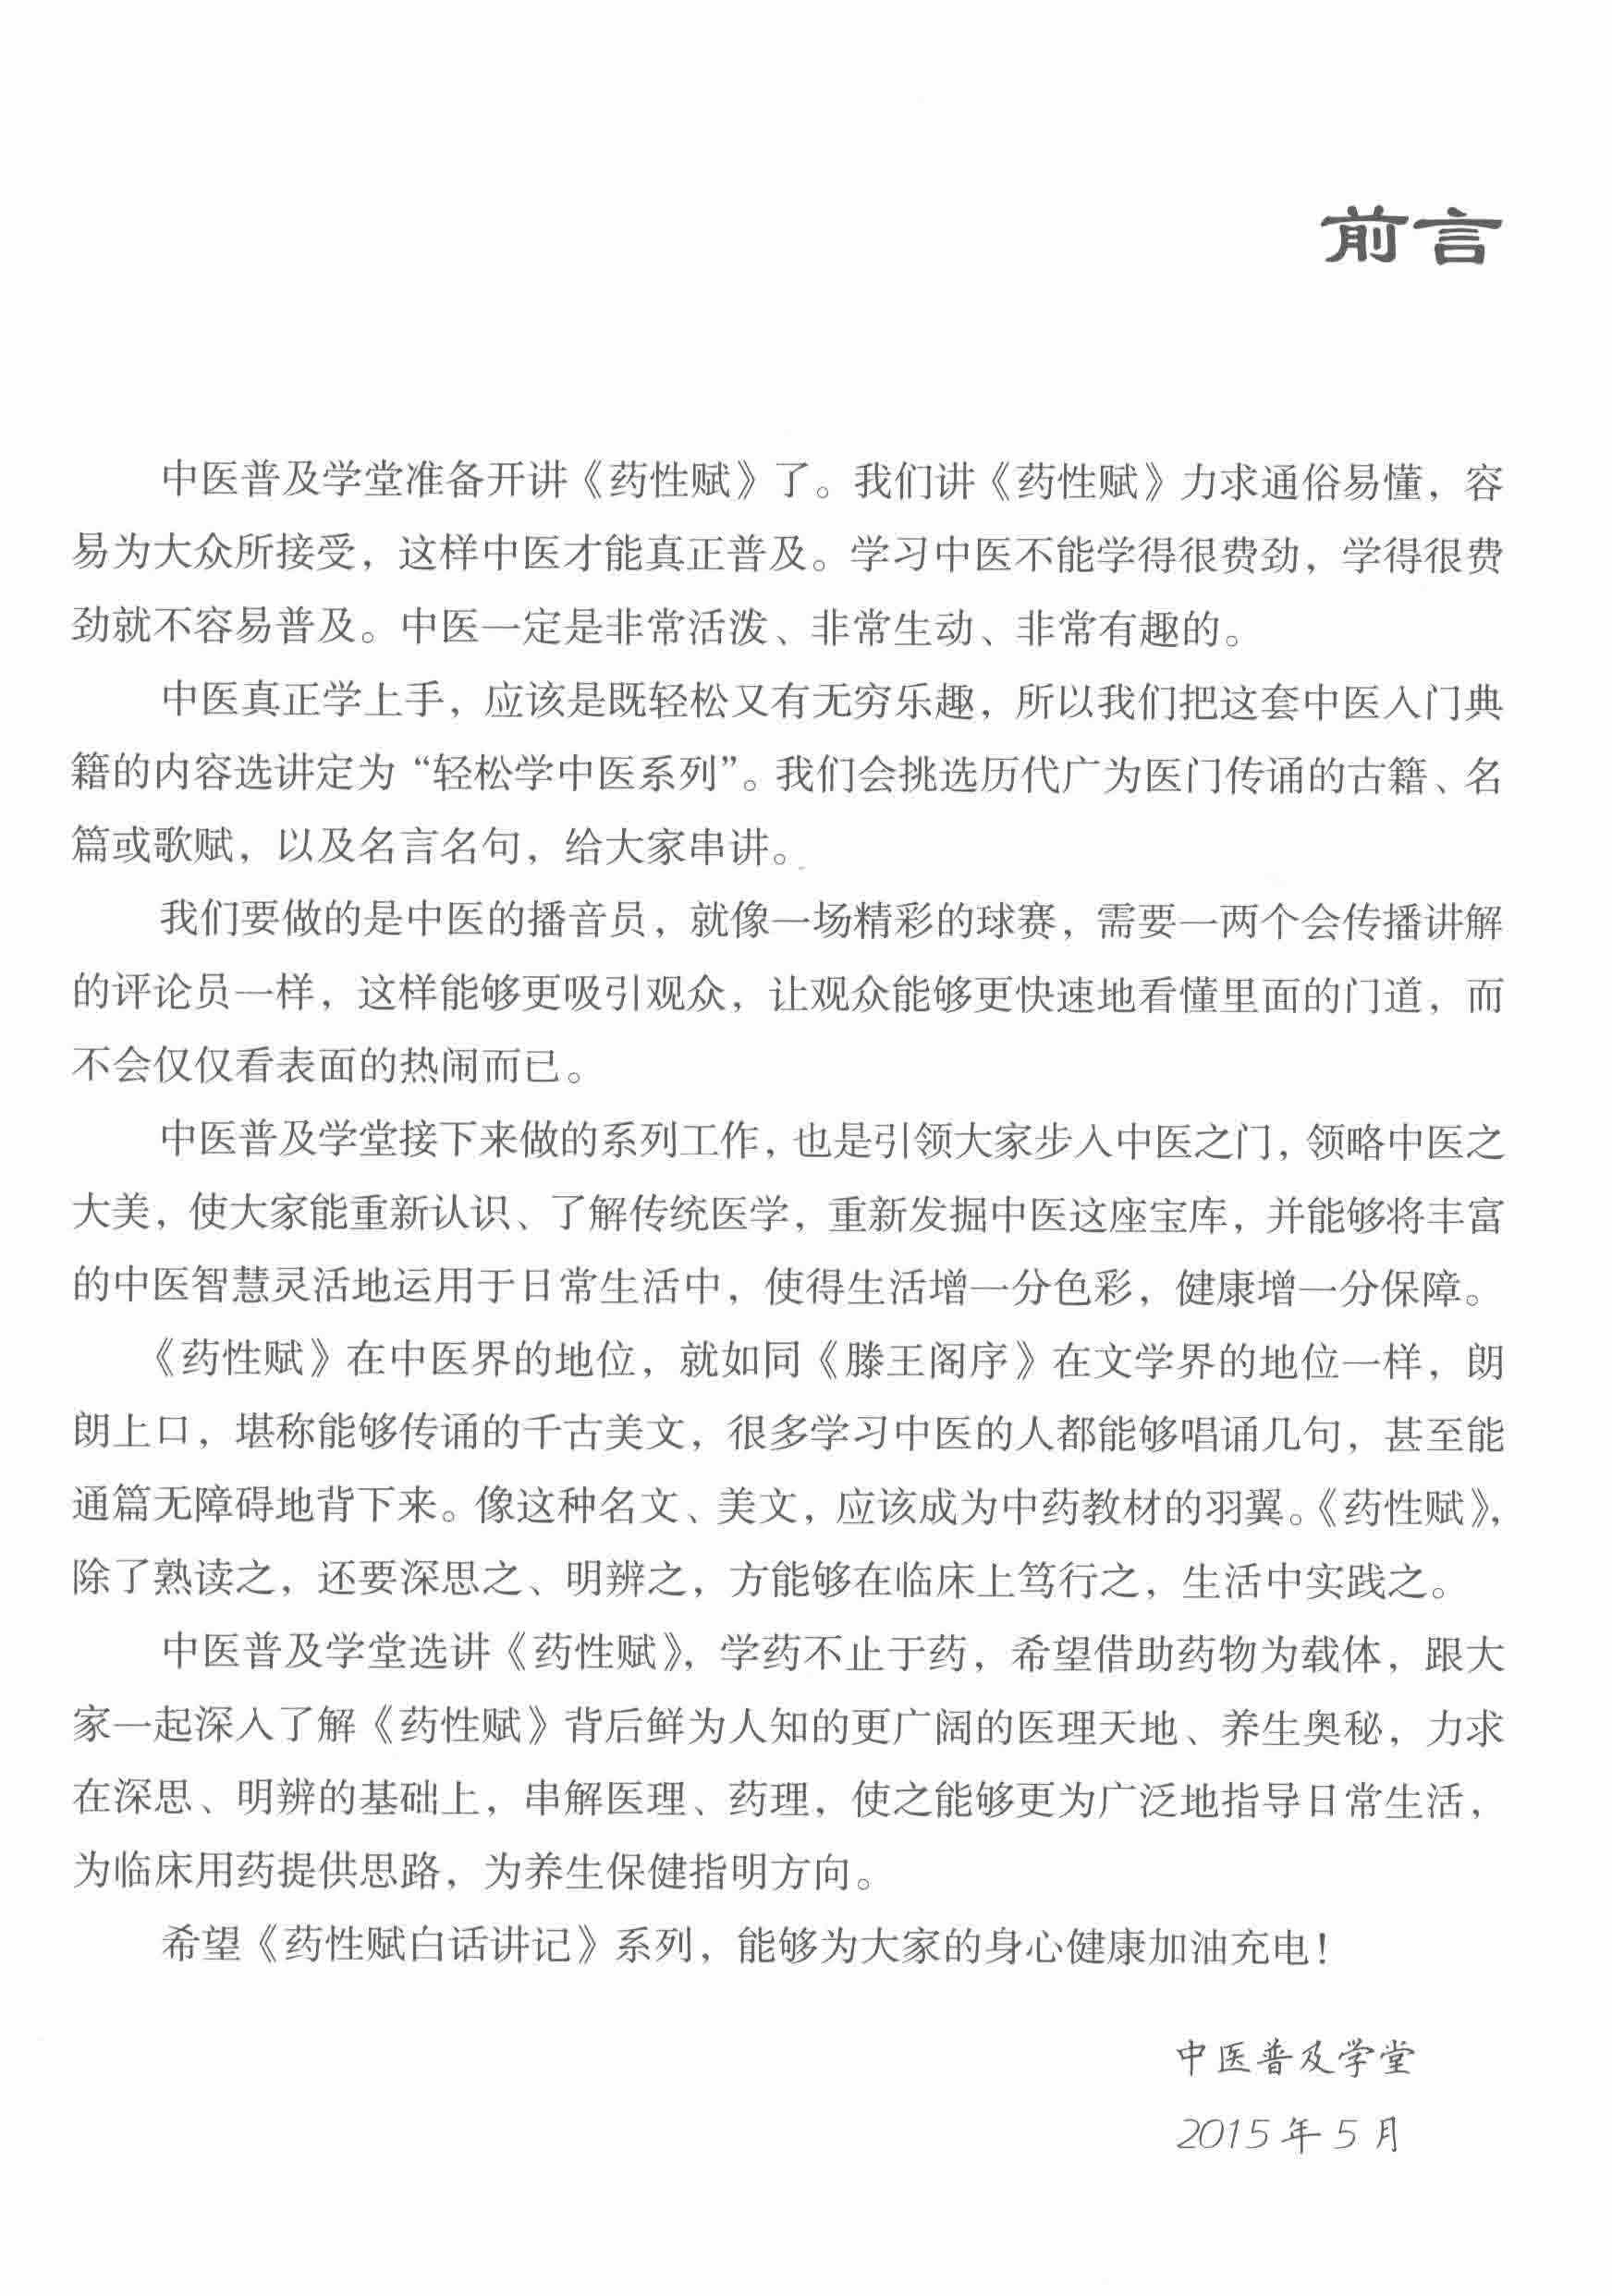 前言
中医普及学堂准备开讲《药性赋》了。我们讲《药性赋》力求通俗易懂，容
易为大众所接受，这样中医才能真正普及。学习中医不能学得很费劲，学得很费
劲就不容易普及。中医一定是非常活泼、非常生动、非常有趣的。
中医真正学上手，应该是既轻松又有无穷乐趣，所以我们把这套中医入门典
籍的内容选讲定为“轻松学中医系列”。我们会挑选历代广为医门传诵的古籍、名
篇或歌赋，以及名言名句，给大家串讲。
我们要做的是中医的播音员，就像一场精彩的球赛，需要一两个会传播讲解
的评论员一样，这样能够更吸引观众，让观众能够更快速地看懂里面的门道，而
不会仅仅看表面的热闹而已。
中医普及学堂接下来做的系列工作，也是引领大家步入中医之门，领略中医之
大美，使大家能重新认识、了解传统医学，重新发掘中医这座宝库，并能够将丰富
的中医智慧灵活地运用于日常生活中，使得生活增一分色彩，健康增一分保障。
《药性赋》在中医界的地位，就如同《滕王阁序》在文学界的地位一样，朗
朗上口，堪称能够传诵的千古美文，很多学习中医的人都能够唱诵几句，甚至能
通篇无障碍地背下来。像这种名文、美文，应该成为中药教材的羽翼。《药性赋》，
除了熟读之，还要深思之、明辨之，方能够在临床上笃行之，生活中实践之。
中医普及学堂选讲《药性赋》，学药不止于药，希望借助药物为载体，跟大
家一起深入了解《药性赋》背后鲜为人知的更广阔的医理天地、养生奥秘，力求
在深思、明辨的基础上，串解医理、药理，使之能够更为广泛地指导日常生活，
为临床用药提供思路，为养生保健指明方向。
希望《药性赋白话讲记》系列，能够为大家的身心健康加油充电！
中医普及学堂
2015年5月